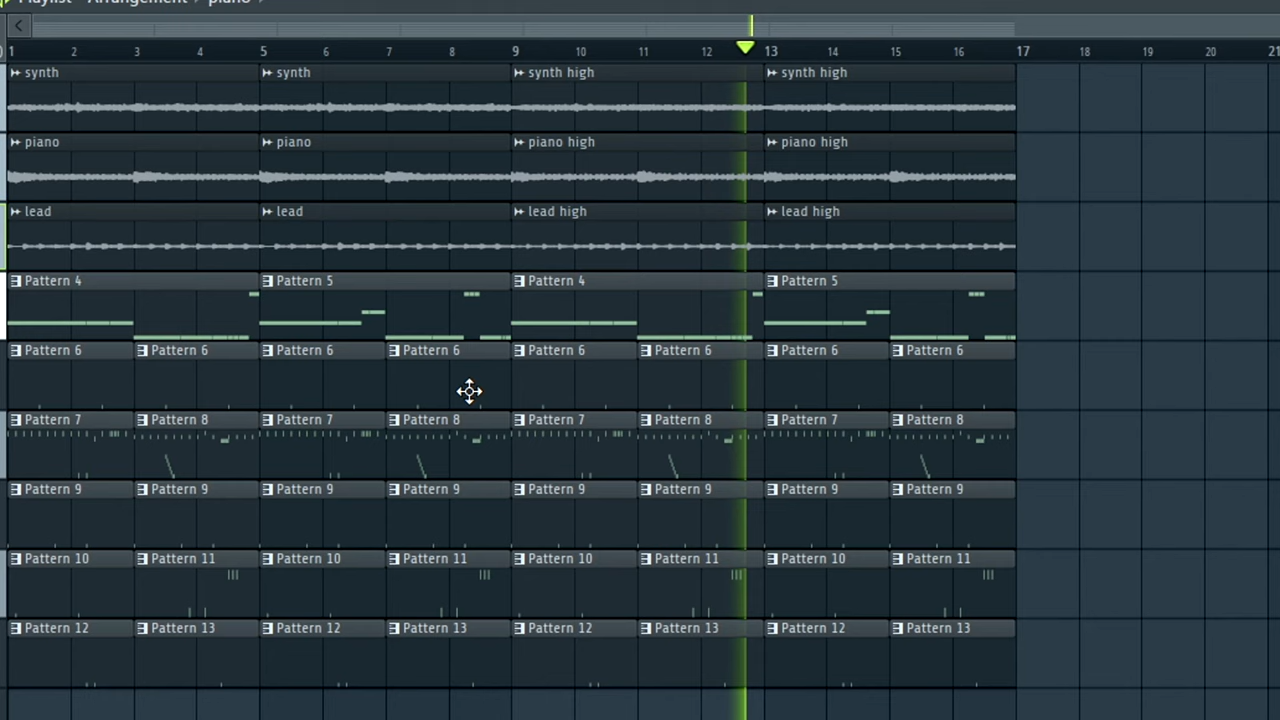 Playlist - Arrangement › piano ›
1 2 3 4 5 6 7 8 9 10 11 12 13 14 15 16 17 18 19 20 21
synth synth synth high synth high
piano piano piano high piano high
lead lead lead high lead high
Pattern 4 Pattern 5 Pattern 4 Pattern 5
Pattern 6 Pattern 6 Pattern 6 Pattern 6 Pattern 6 Pattern 6 Pattern 6 Pattern 6
Pattern 7 Pattern 8 Pattern 7 Pattern 8 Pattern 7 Pattern 8 Pattern 7 Pattern 8
Pattern 9 Pattern 9 Pattern 9 Pattern 9 Pattern 9 Pattern 9 Pattern 9 Pattern 9
Pattern 10 Pattern 11 Pattern 10 Pattern 11 Pattern 10 Pattern 11 Pattern 10 Pattern 11
Pattern 12 Pattern 13 Pattern 12 Pattern 13 Pattern 12 Pattern 13 Pattern 12 Pattern 13